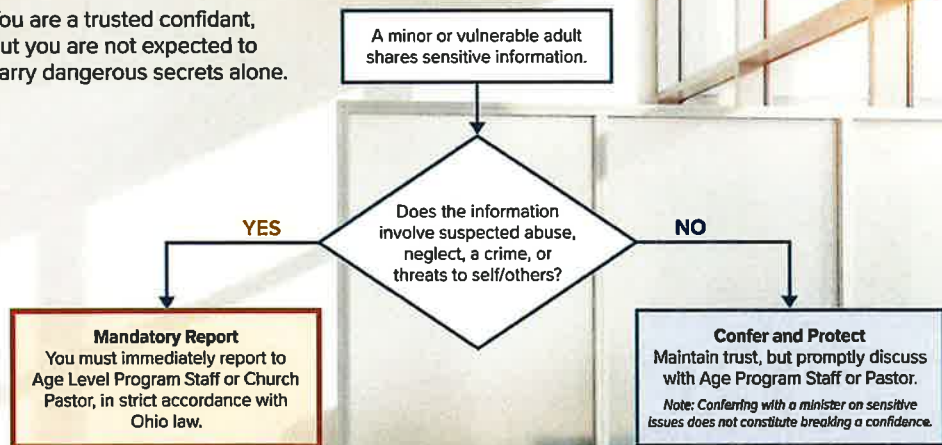 ou are a trusted confidant,
ut you are not expected to
arry dangerous secrets alone.
A minor or vulnerable adult
shares sensitive information.
Does the information
involve suspected abuse,
neglect, a crime, or
threats to self/others?
YES
NO
Mandatory Report
You must immediately report to
Age Level Program Staff or Church
Pastor, in strict accordance with
Ohio law.
Confer and Protect
Maintain trust, but promptly discuss
with Age Program Staff or Pastor.
Note: Conferring with a minister on sensitive
issues does not constitute breaking a confidence.